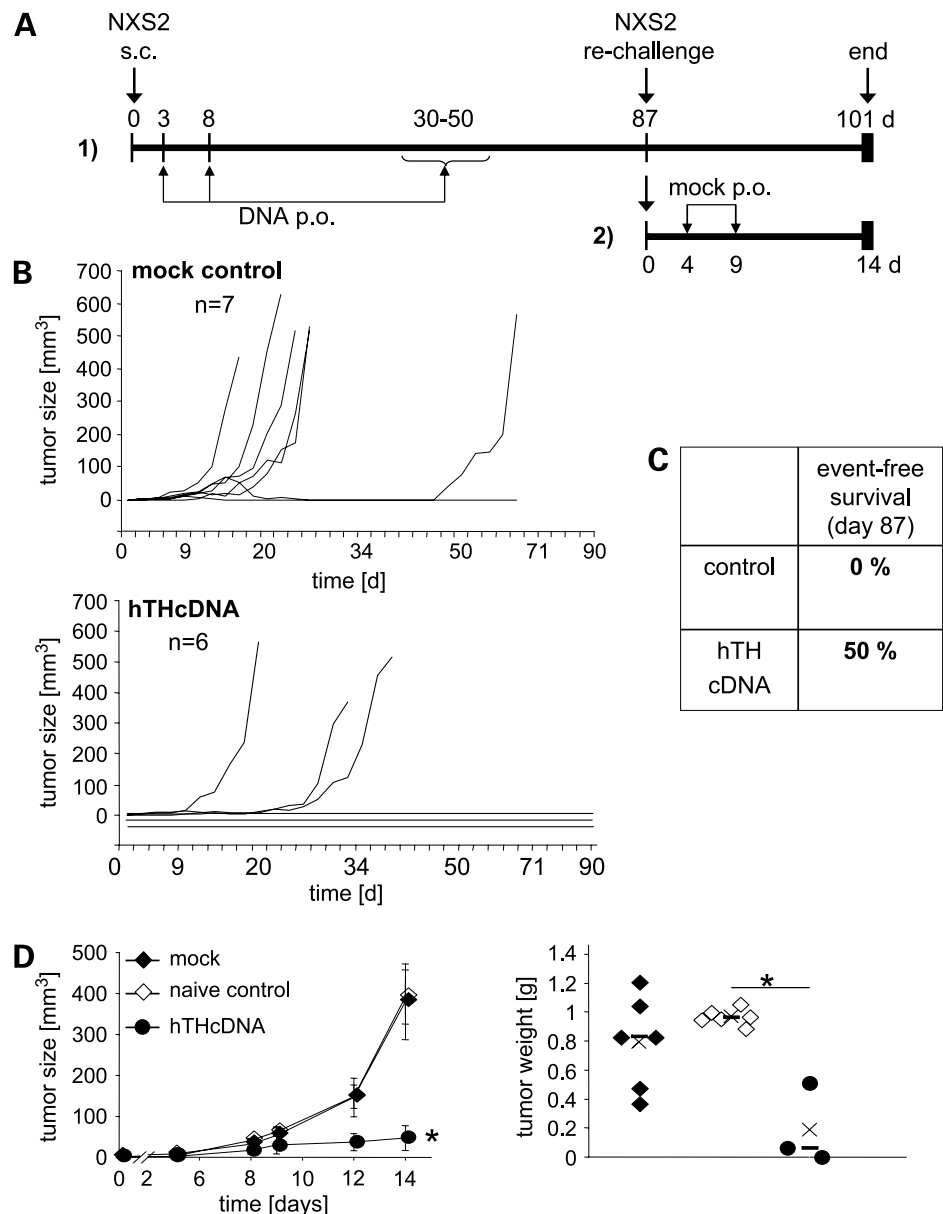 A
NXS2
s.c.
NXS2
re-challenge
end
0 3 8 30-50 87 101 d
1)
DNA p.o.
mock p.o.
2)
0 4 9 14 d
B
mock control
n=7
tumor size [mm³]
700
600
500
400
300
200
100
0
0 9 20 34 50 71 90
time [d]
hTHcDNA
n=6
tumor size [mm³]
700
600
500
400
300
200
100
0
0 9 20 34 50 71 90
time [d]
C
event-free
survival
(day 87)
control
0 %
hTH
cDNA
50 %
D
mock
naive control
hTHcDNA
tumor size [mm³]
500
400
300
200
100
0
0 2 6 8 10 12 14
time [days]
*
tumor weight [g]
1.4
1.2
1
0.8
0.6
0.4
0.2
0
*